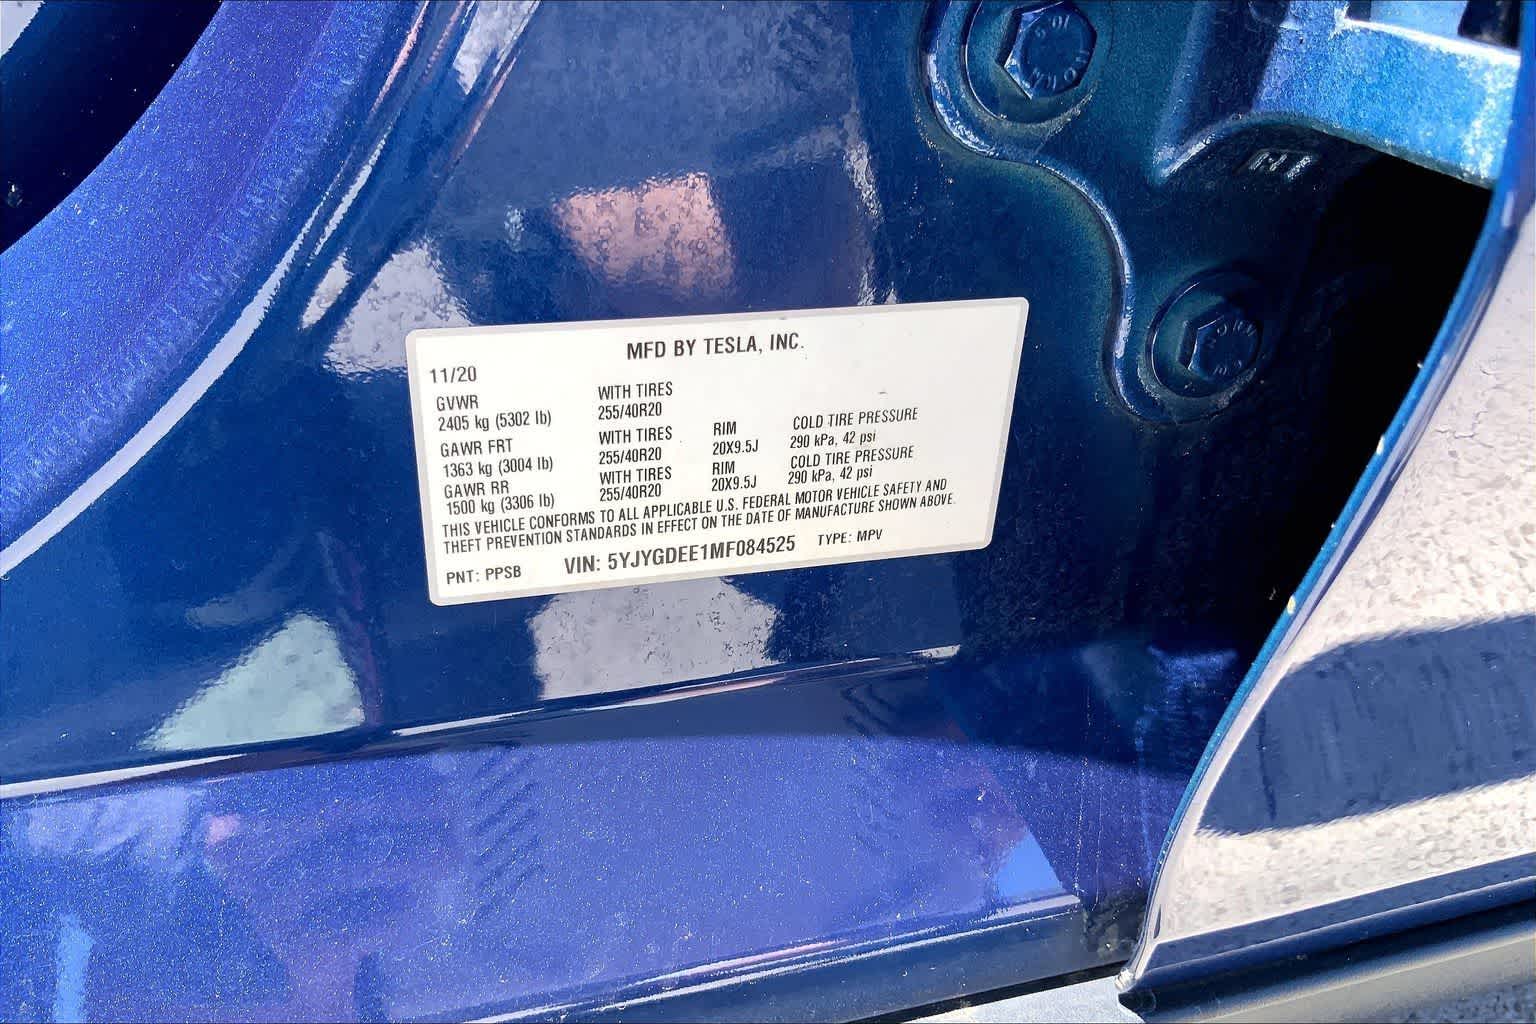 MFD BY TESLA, INC.
11/20
GVWR WITH TIRES
2405 kg (5302 lb) 255/40R20
GAWR FRT WITH TIRES RIM COLD TIRE PRESSURE
1363 kg (3004 lb) 255/40R20 20X9.5J 290 kPa, 42 psi
GAWR RR WITH TIRES RIM COLD TIRE PRESSURE
1500 kg (3306 lb) 255/40R20 20X9.5J 290 kPa, 42 psi
THIS VEHICLE CONFORMS TO ALL APPLICABLE U.S. FEDERAL MOTOR VEHICLE SAFETY AND
THEFT PREVENTION STANDARDS IN EFFECT ON THE DATE OF MANUFACTURE SHOWN ABOVE.
PNT: PPSB VIN: 5YJYGDEE1MF084525 TYPE: MPV